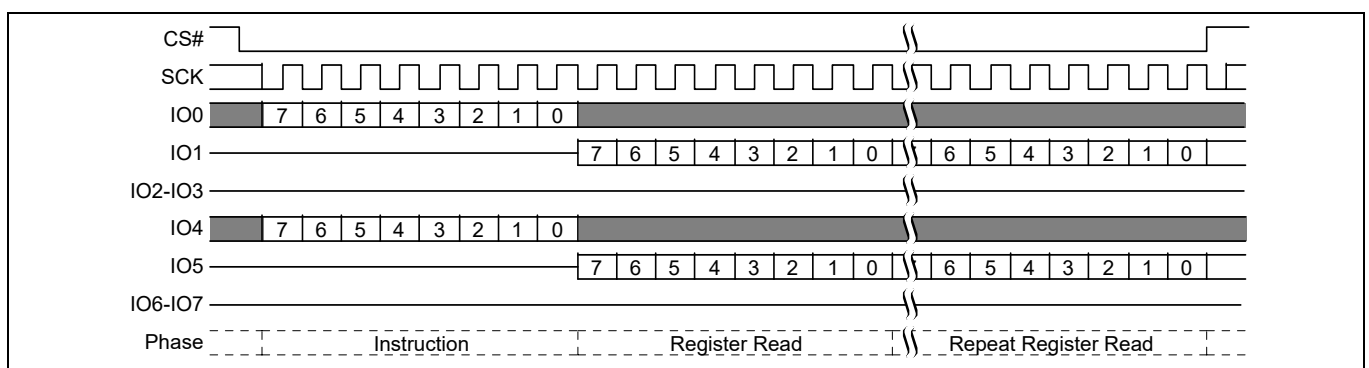 CS#
SCK
IO0 7 6 5 4 3 2 1 0
IO1 7 6 5 4 3 2 1 0 6 5 4 3 2 1 0
IO2-IO3
IO4 7 6 5 4 3 2 1 0
IO5 7 6 5 4 3 2 1 0 6 5 4 3 2 1 0
IO6-IO7
Phase Instruction Register Read Repeat Register Read